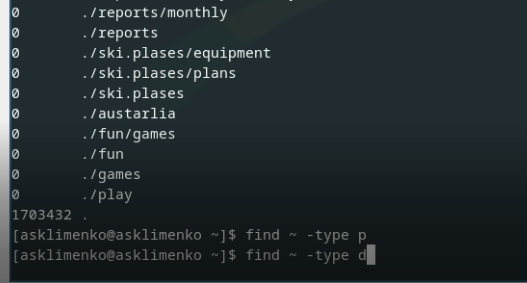 0 ./reports/monthly
0 ./reports
0 ./ski.plases/equipment
0 ./ski.plases/plans
0 ./ski.plases
0 ./austarlia
0 ./fun/games
0 ./fun
0 ./games
0 ./play
1703432 .
[asklimenko@asklimenko ~]$ find ~ -type p
[asklimenko@asklimenko ~]$ find ~ -type d